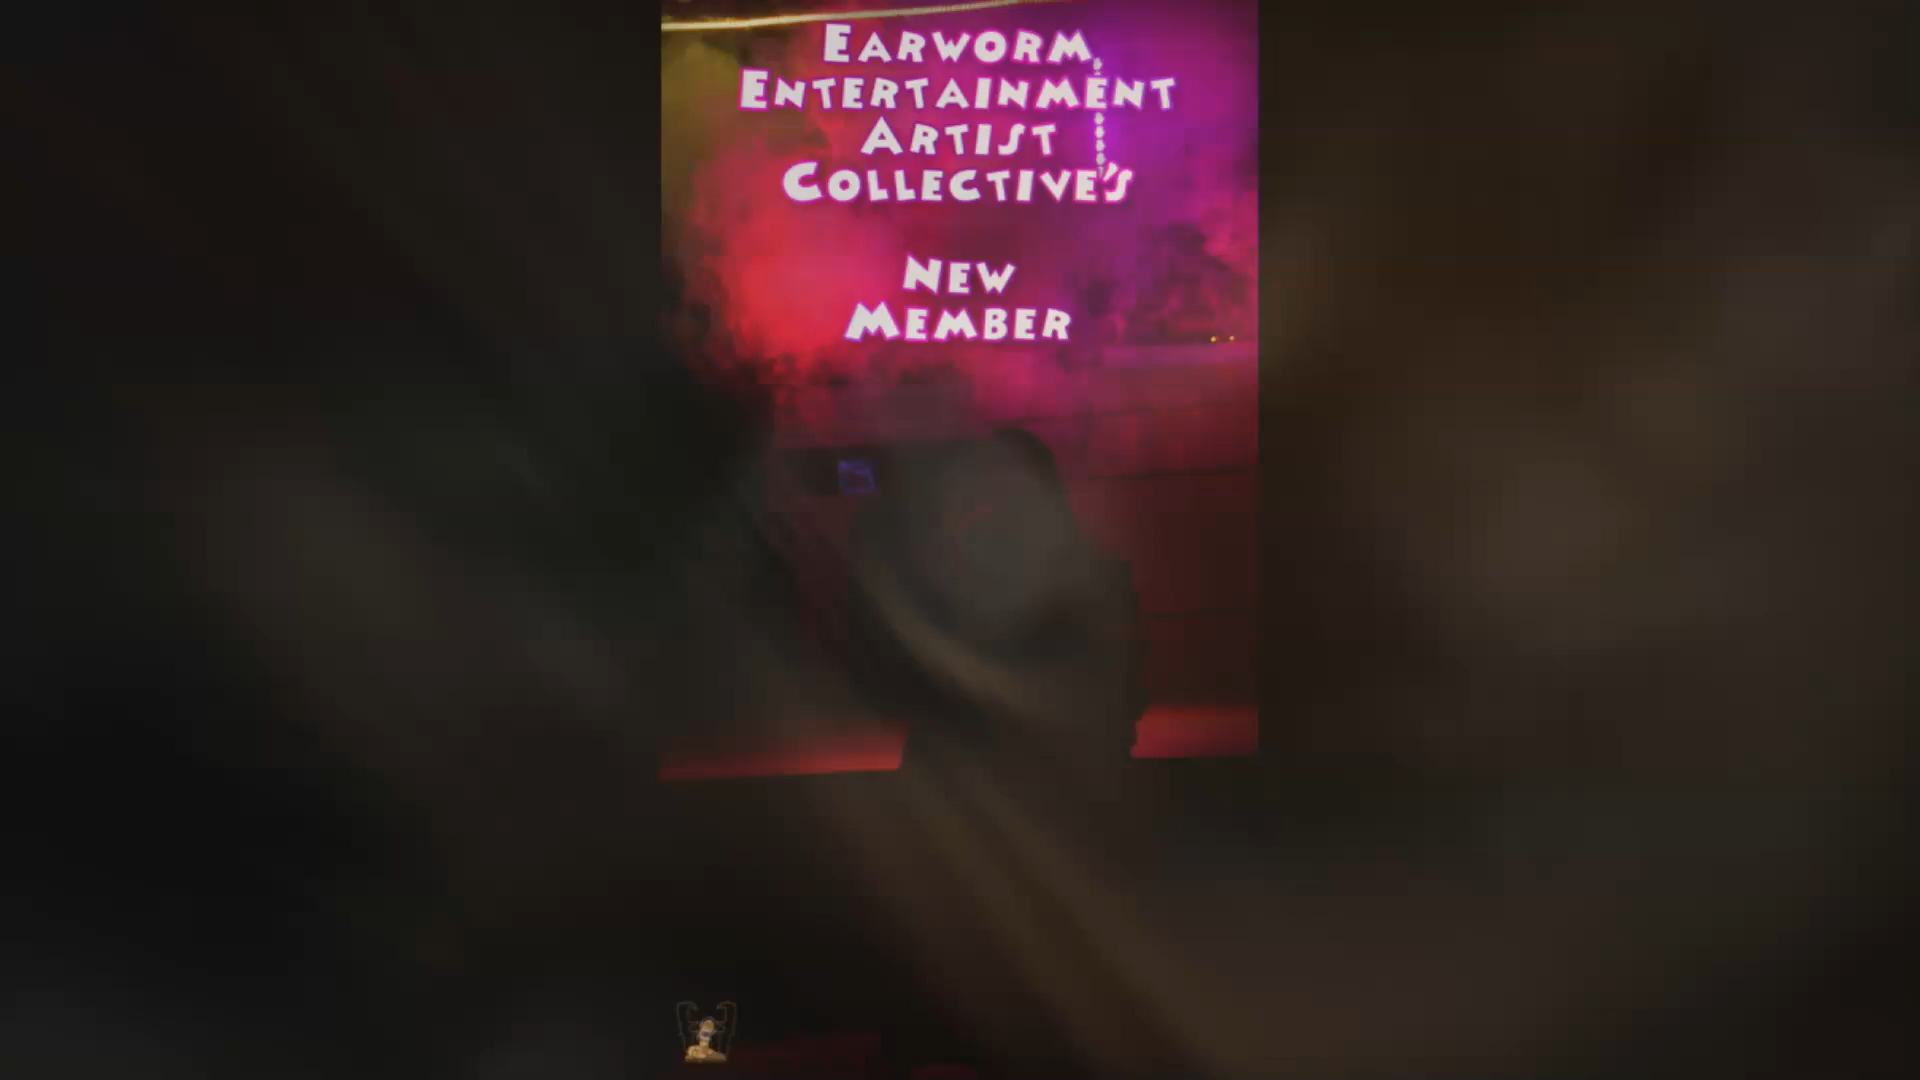 Earworm
Entertainment
Artist
Collective's
New
Member